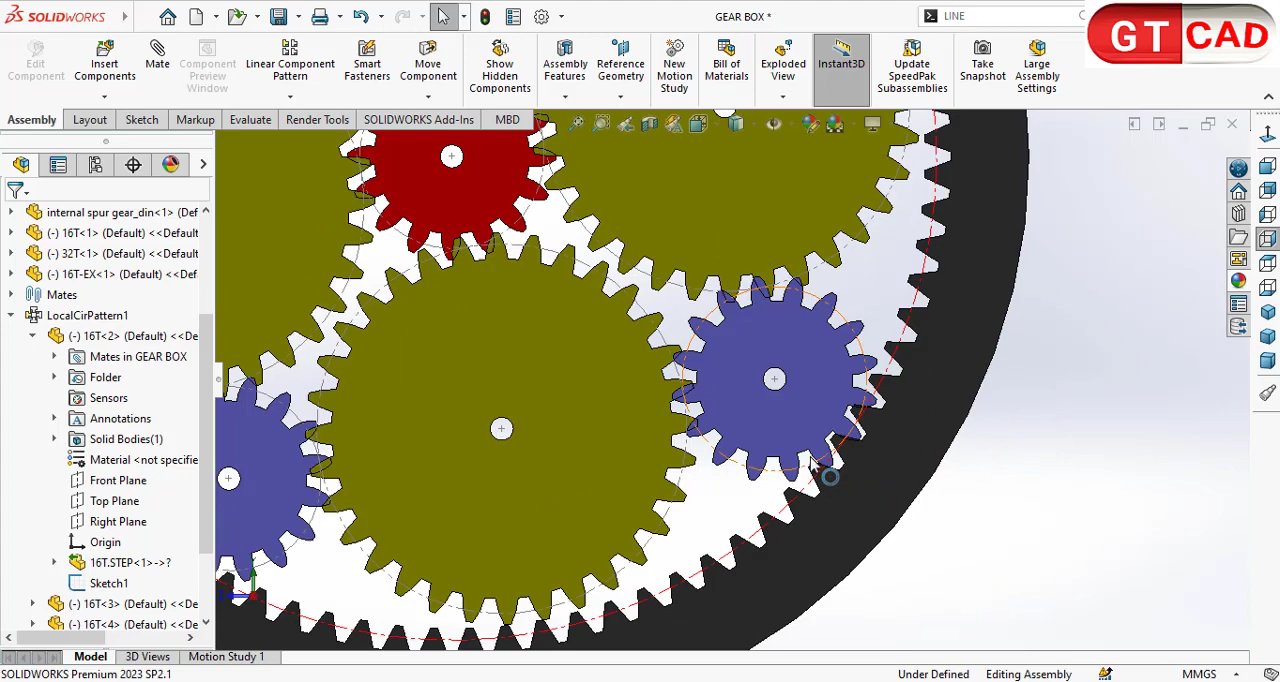 SOLIDWORKS
GEAR BOX *
LINE
GT CAD
Edit Component
Insert Components
Mate
Component Preview Window
Linear Component Pattern
Smart Fasteners
Move Component
Show Hidden Components
Assembly Features
Reference Geometry
New Motion Study
Bill of Materials
Exploded View
Instant3D
Update SpeedPak Subassemblies
Take Snapshot
Large Assembly Settings
Assembly
Layout
Sketch
Markup
Evaluate
Render Tools
SOLIDWORKS Add-Ins
MBD
internal spur gear_din<1> (Def
(-) 16T<1> (Default) <<Default
(-) 32T<1> (Default) <<Default
(-) 16T-EX<1> (Default) <<Def
Mates
LocalCirPattern1
(-) 16T<2> (Default) <<De
Mates in GEAR BOX
Folder
Sensors
Annotations
Solid Bodies(1)
Material <not specifie
Front Plane
Top Plane
Right Plane
Origin
16T.STEP<1>->?
Sketch1
(-) 16T<3> (Default) <<De
(-) 16T<4> (Default) <<De
Model
3D Views
Motion Study 1
SOLIDWORKS Premium 2023 SP2.1
Under Defined
Editing Assembly
MMGS